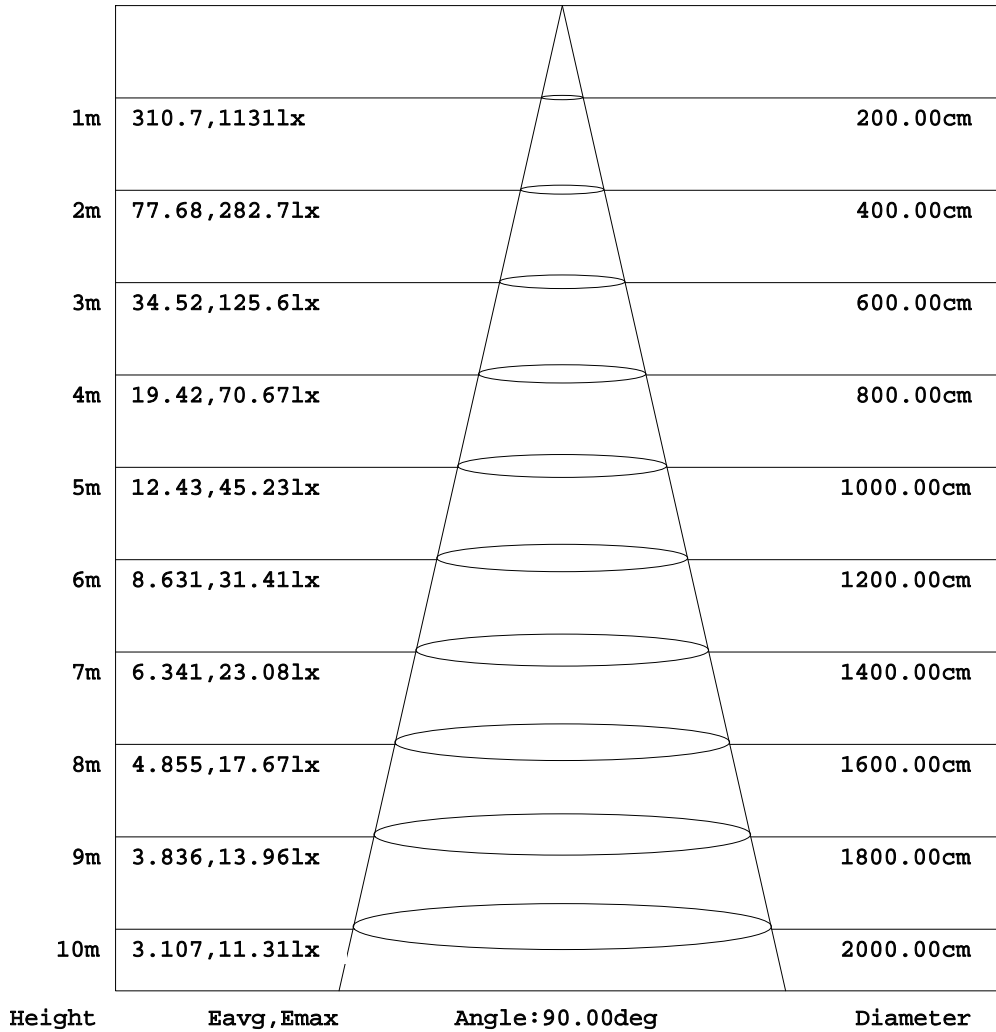 1m 310.7,1131lx 200.00cm
2m 77.68,282.7lx 400.00cm
3m 34.52,125.6lx 600.00cm
4m 19.42,70.67lx 800.00cm
5m 12.43,45.23lx 1000.00cm
6m 8.631,31.41lx 1200.00cm
7m 6.341,23.08lx 1400.00cm
8m 4.855,17.67lx 1600.00cm
9m 3.836,13.96lx 1800.00cm
10m 3.107,11.31lx 2000.00cm
Height Eavg,Emax Angle:90.00deg Diameter